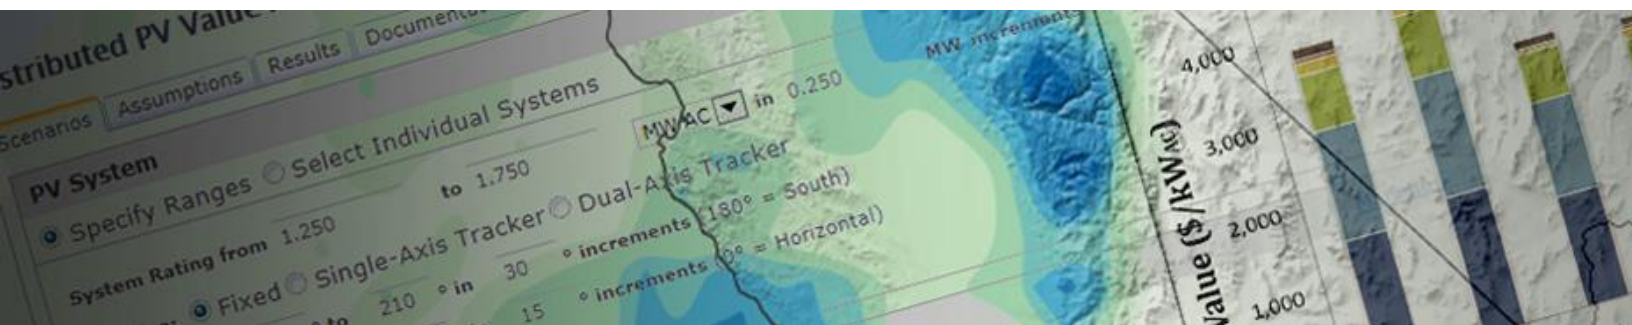 stributed PV Value
Scenarios Assumptions Results
PV System
Specify Ranges Select Individual Systems
System Rating from 1.250 to 1.750 MW AC in 0.250 MW increments
Fixed Single-Axis Tracker Dual-Axis Tracker
210 ° in 30 ° increments (180° = South)
15 ° increments (0° = Horizontal)
Value ($/kWAC)
4,000
3,000
2,000
1,000